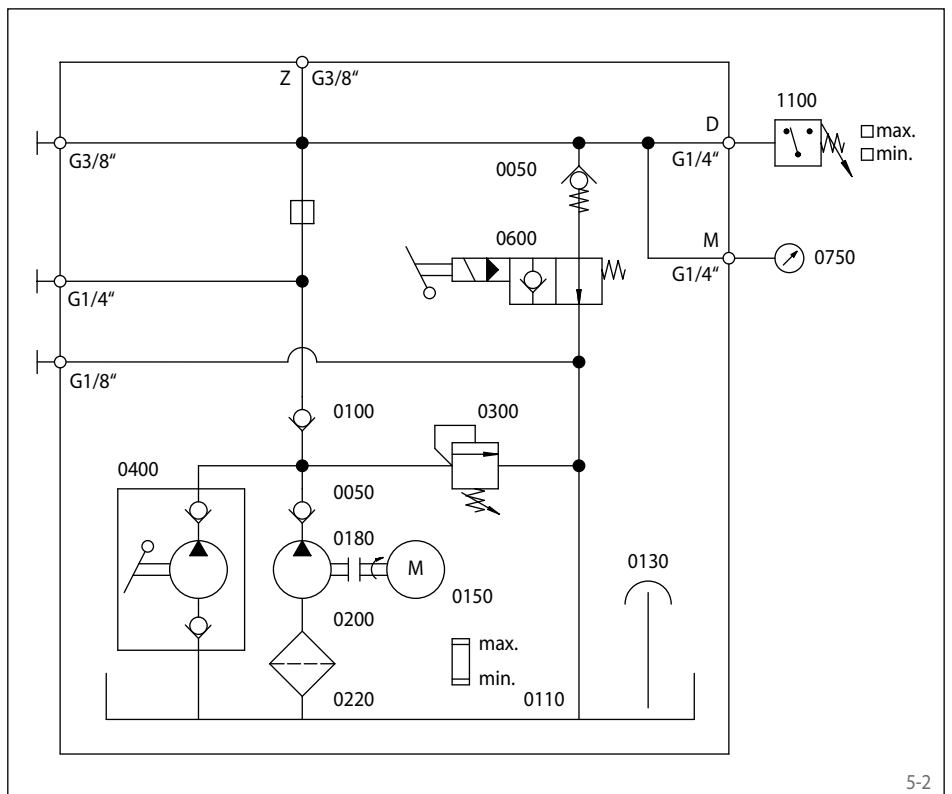 Z G3/8“
1100
D
max.
G3/8“
G1/4“
min.
0050
0600
M
0750
G1/4“
G1/4“
G1/8“
0100
0300
0400
0050
0180
M
0130
0150
0200
max.
min.
0220
0110
5-2